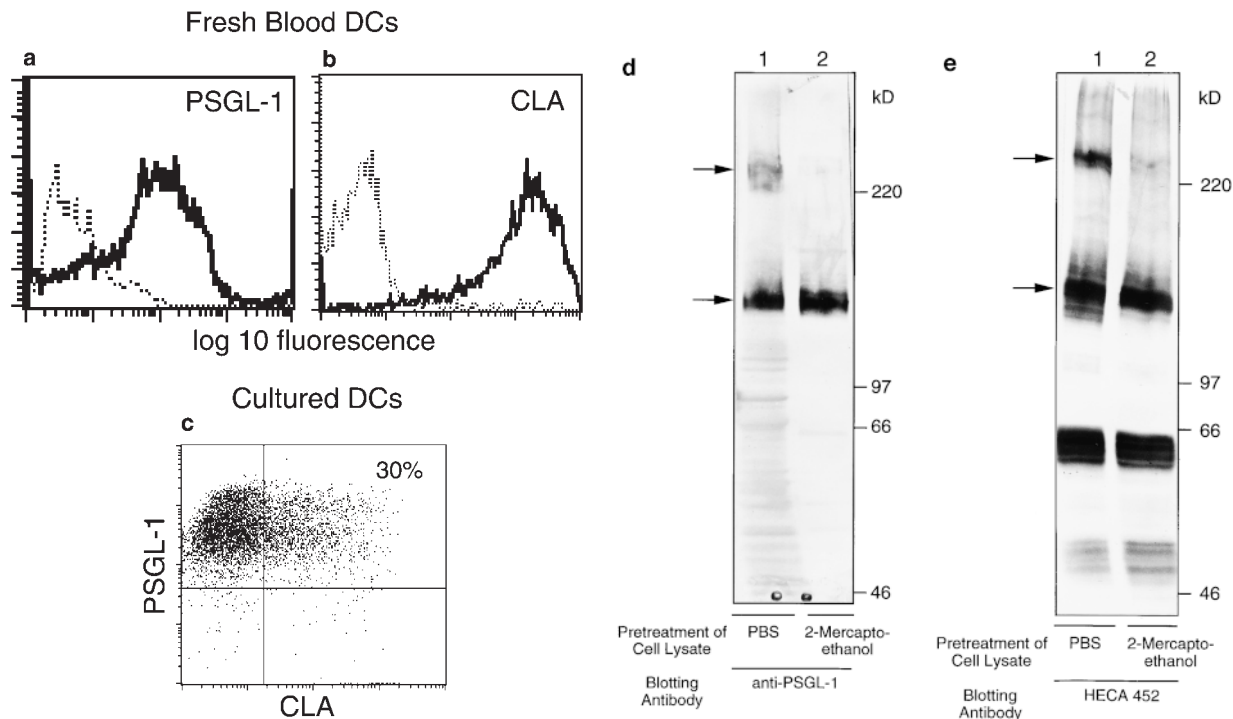 Fresh Blood DCs
a
PSGL-1
b
CLA
log 10 fluorescence
Cultured DCs
c
30%
PSGL-1
CLA
d
1 2
kD
220
97
66
46
Pretreatment of
Cell Lysate
PBS
2-Mercapto-
ethanol
Blotting
Antibody
anti-PSGL-1
e
1 2
kD
220
97
66
46
Pretreatment of
Cell Lysate
PBS
2-Mercapto-
ethanol
Blotting
Antibody
HECA 452